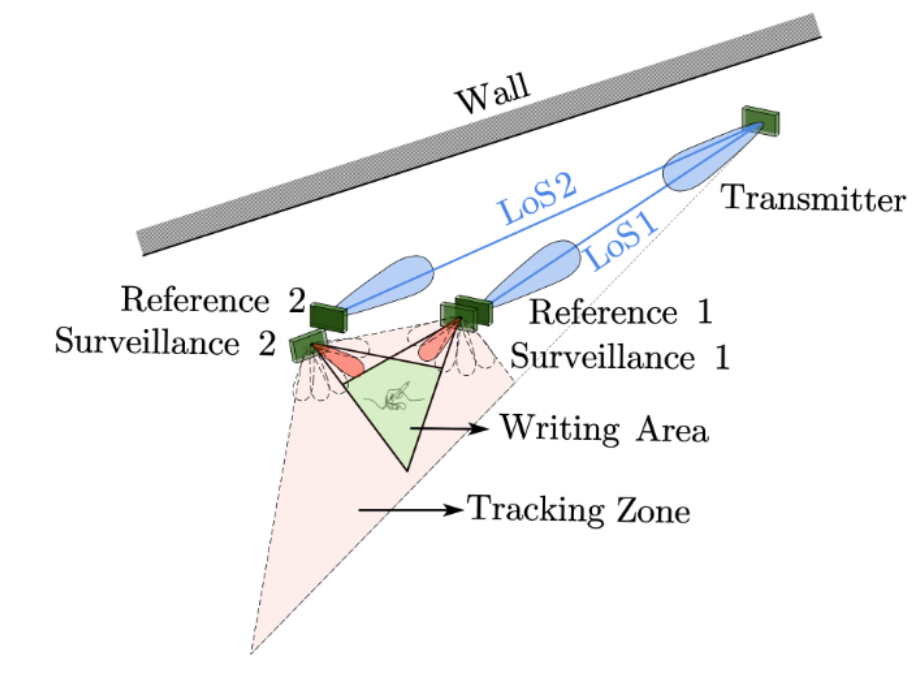 Wall
LoS2
LoS1
Transmitter
Reference 2
Surveillance 2
Reference 1
Surveillance 1
Writing Area
Tracking Zone